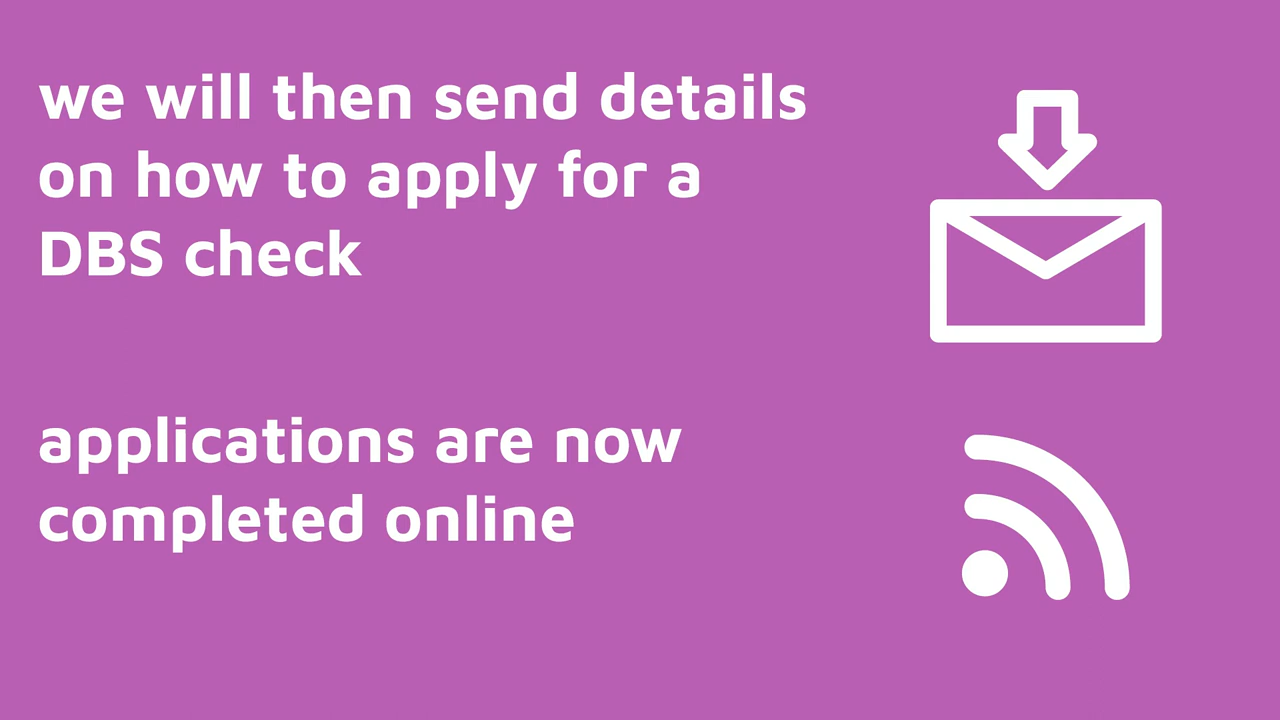 we will then send details
on how to apply for a
DBS check
applications are now
completed online